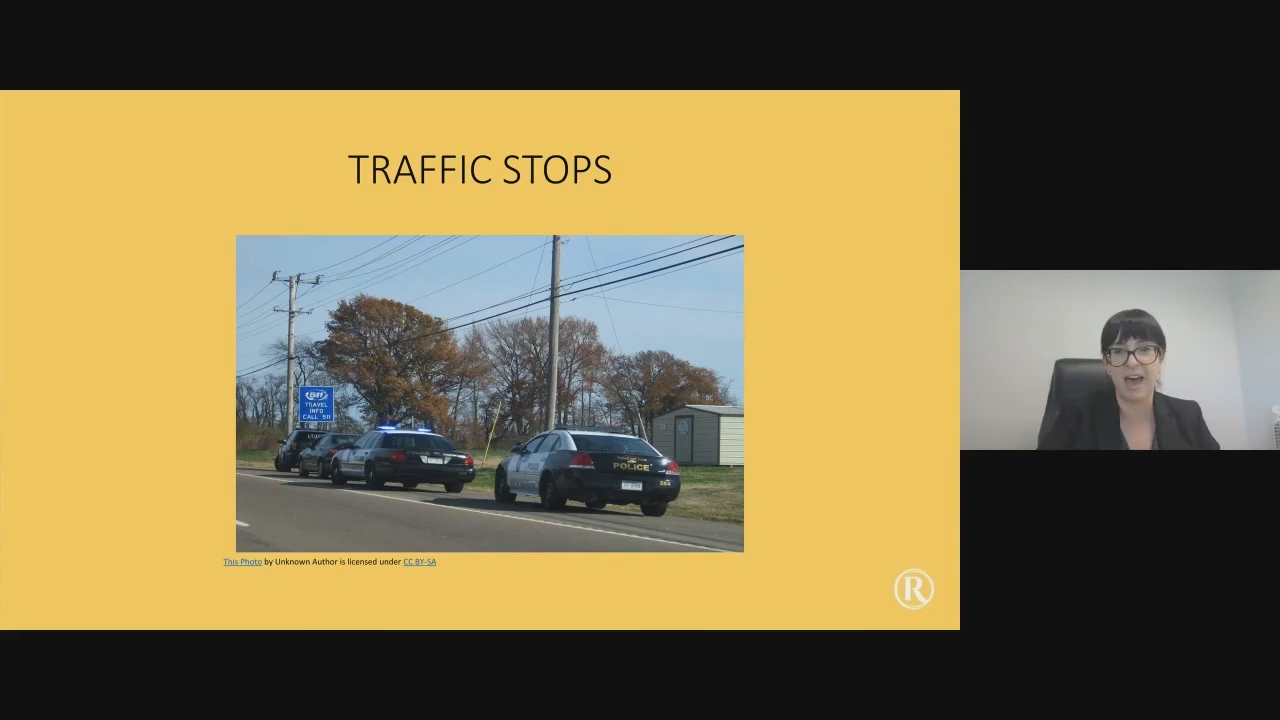 TRAFFIC STOPS
511
TRAVEL
INFO
CALL 511
POLICE
284
This Photo by Unknown Author is licensed under CC BY-SA
R